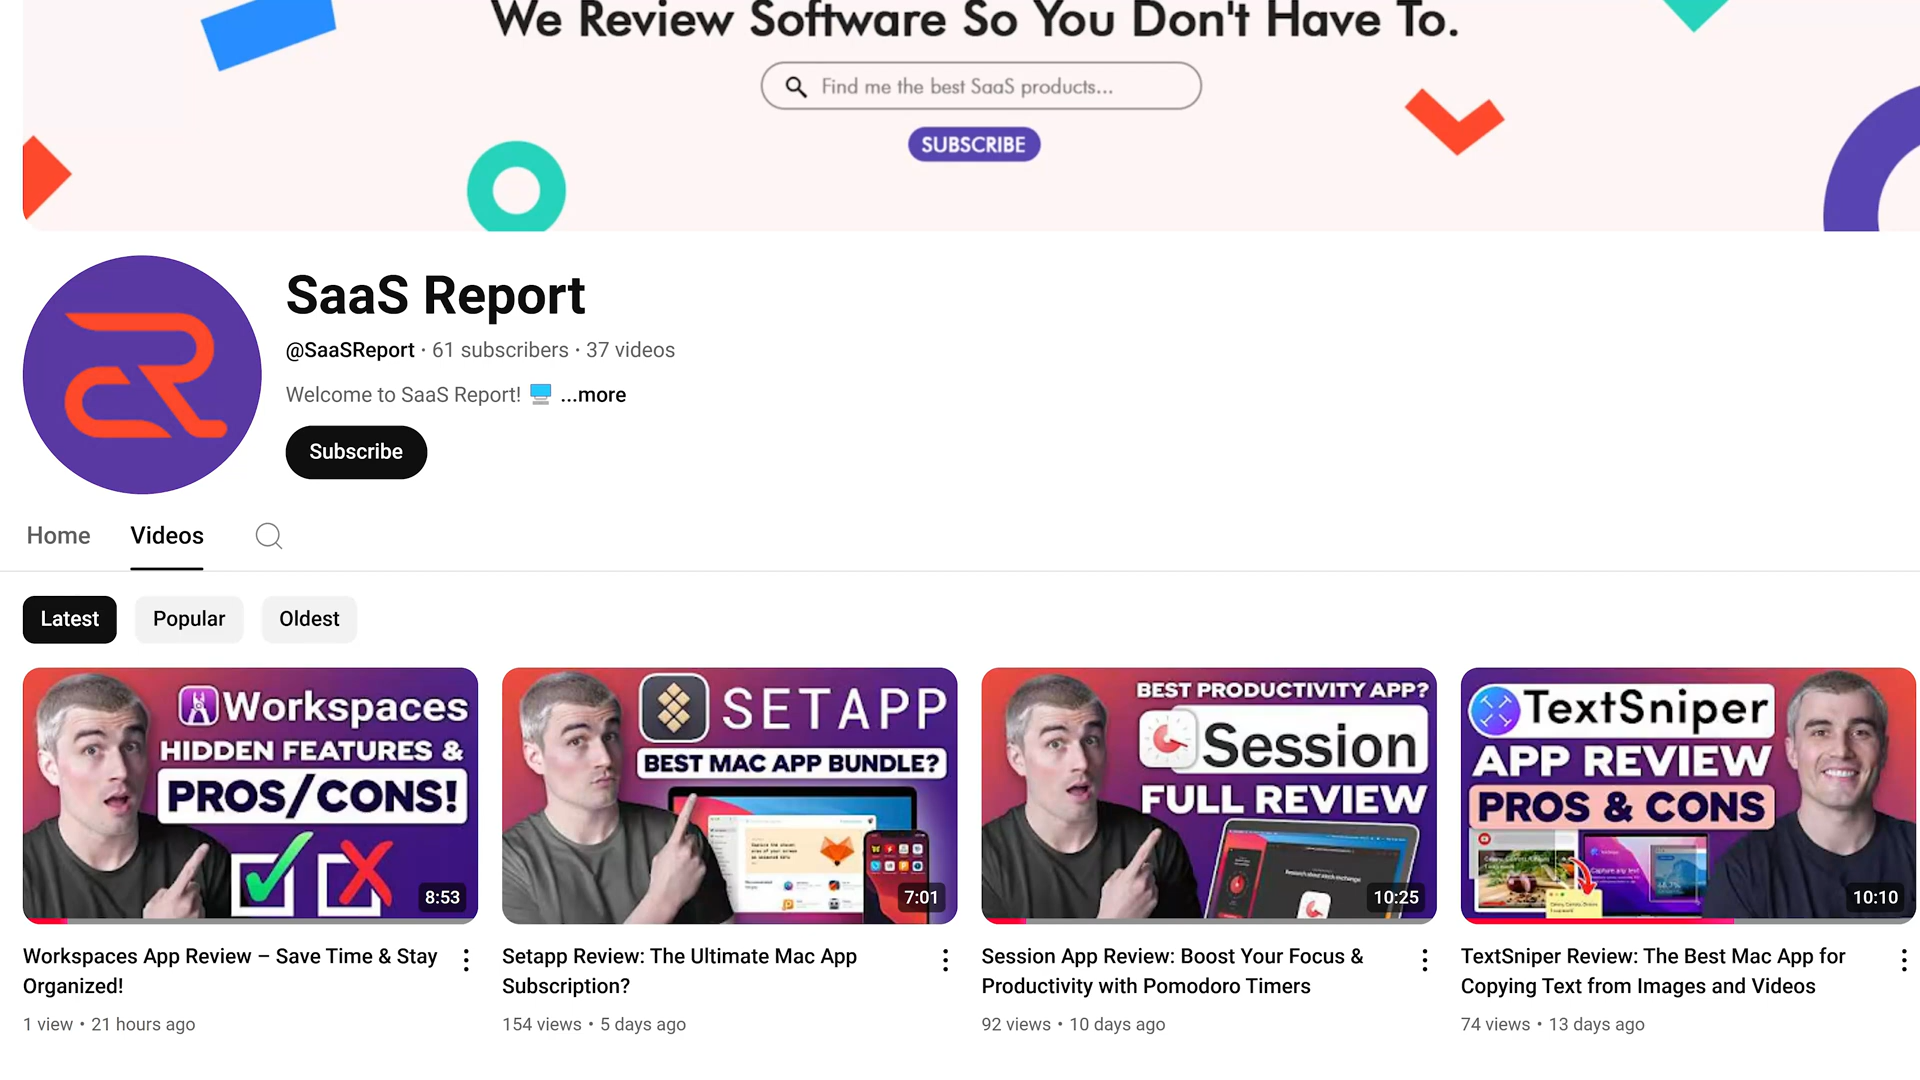 We Review Software So You Don't Have To.
Find me the best SaaS products...
SUBSCRIBE
SaaS Report
@SaaSReport · 61 subscribers · 37 videos
Welcome to SaaS Report! ...more
Subscribe
Home Videos
Latest Popular Oldest
Workspaces
HIDDEN FEATURES &
PROS/CONS!
8:53
SETAPP
BEST MAC APP BUNDLE?
7:01
BEST PRODUCTIVITY APP?
Session
FULL REVIEW
10:25
TextSniper
APP REVIEW
PROS & CONS
10:10
Workspaces App Review – Save Time & Stay
Organized!
1 view • 21 hours ago
Setapp Review: The Ultimate Mac App
Subscription?
154 views • 5 days ago
Session App Review: Boost Your Focus &
Productivity with Pomodoro Timers
92 views • 10 days ago
TextSniper Review: The Best Mac App for
Copying Text from Images and Videos
74 views • 13 days ago